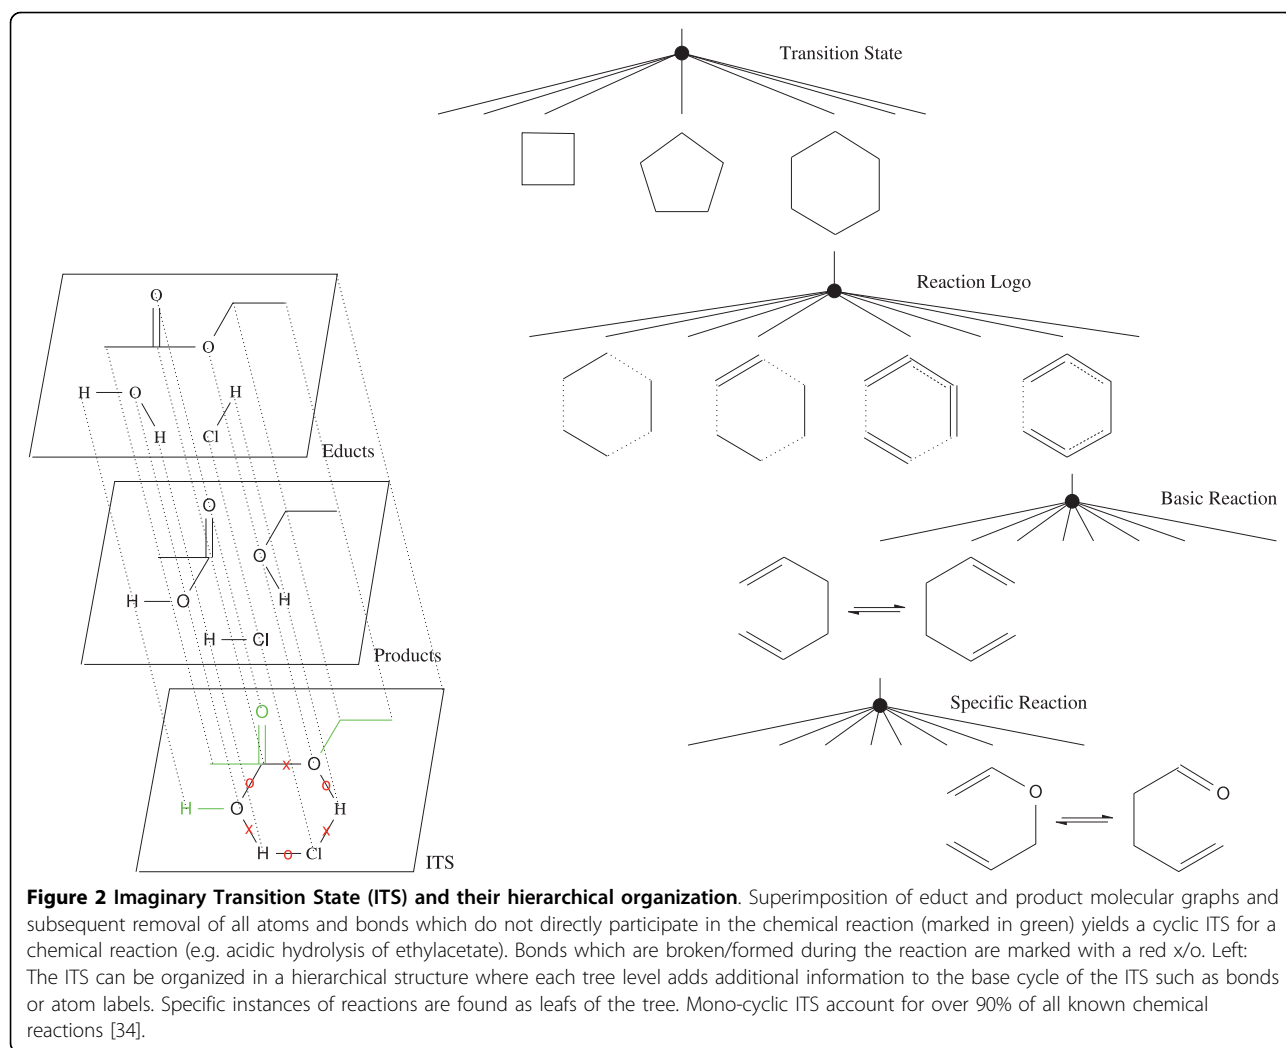 Transition State
Reaction Logo
O
O
H
O
H
H
Cl
Educts
Basic Reaction
O
O
H
O
H
H
Cl
Products
Specific Reaction
O
x
O
o
o
H
O
H
x
x
H
o
Cl
ITS
O
O
Figure 2 Imaginary Transition State (ITS) and their hierarchical organization. Superimposition of educt and product molecular graphs and
subsequent removal of all atoms and bonds which do not directly participate in the chemical reaction (marked in green) yields a cyclic ITS for a
chemical reaction (e.g. acidic hydrolysis of ethylacetate). Bonds which are broken/formed during the reaction are marked with a red x/o. Left:
The ITS can be organized in a hierarchical structure where each tree level adds additional information to the base cycle of the ITS such as bonds
or atom labels. Specific instances of reactions are found as leafs of the tree. Mono-cyclic ITS account for over 90% of all known chemical
reactions [34].